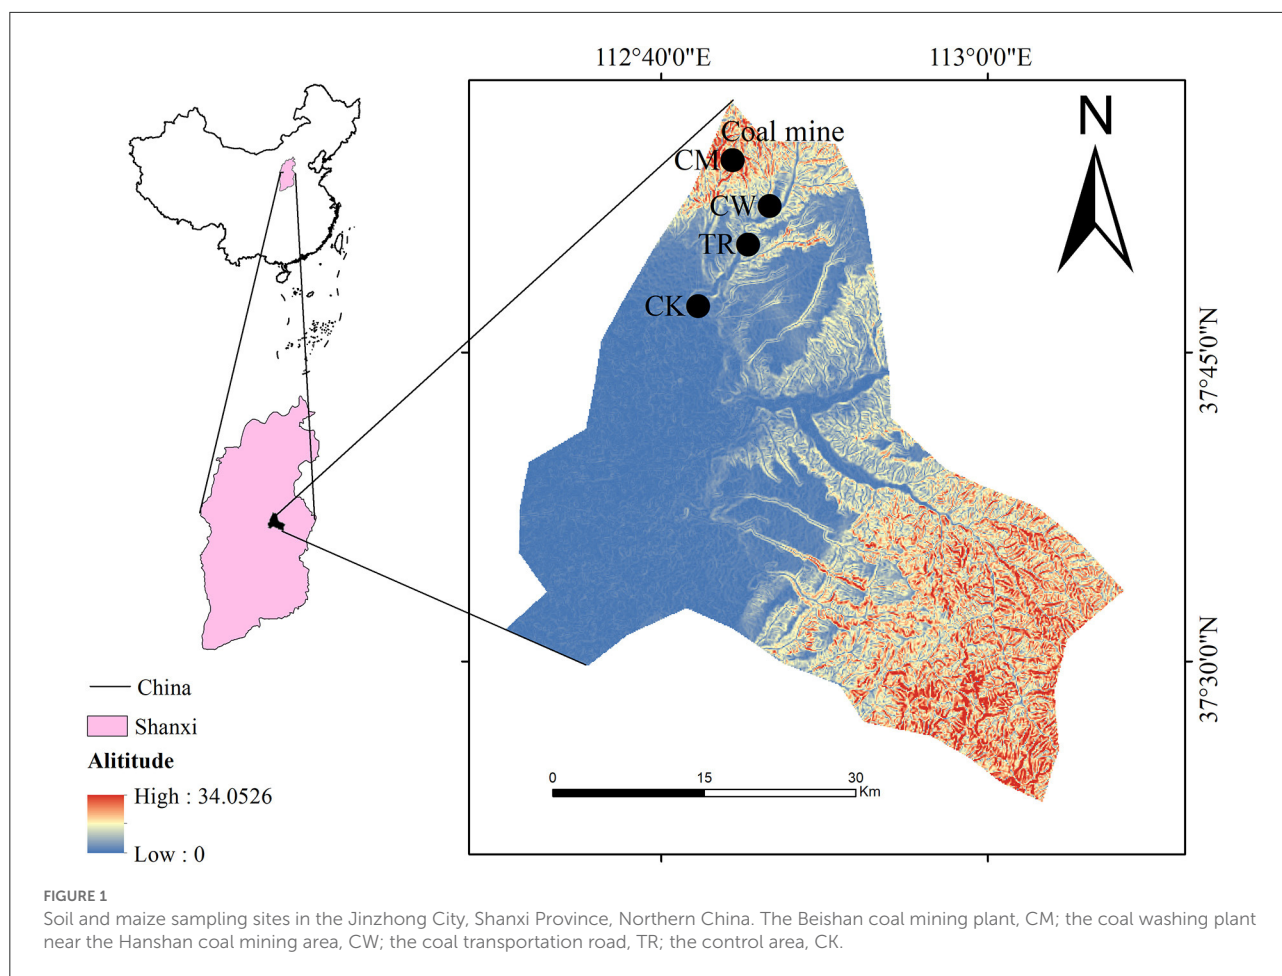 112°40'0"E
113°0'0"E
Coal mine
CM
CW
TR
CK
N
37°45'0"N
37°30'0"N
China
Shanxi
Alititude
High : 34.0526
Low : 0
0
15
30
Km
FIGURE 1
Soil and maize sampling sites in the Jinzhong City, Shanxi Province, Northern China. The Beishan coal mining plant, CM; the coal washing plant
near the Hanshan coal mining area, CW; the coal transportation road, TR; the control area, CK.